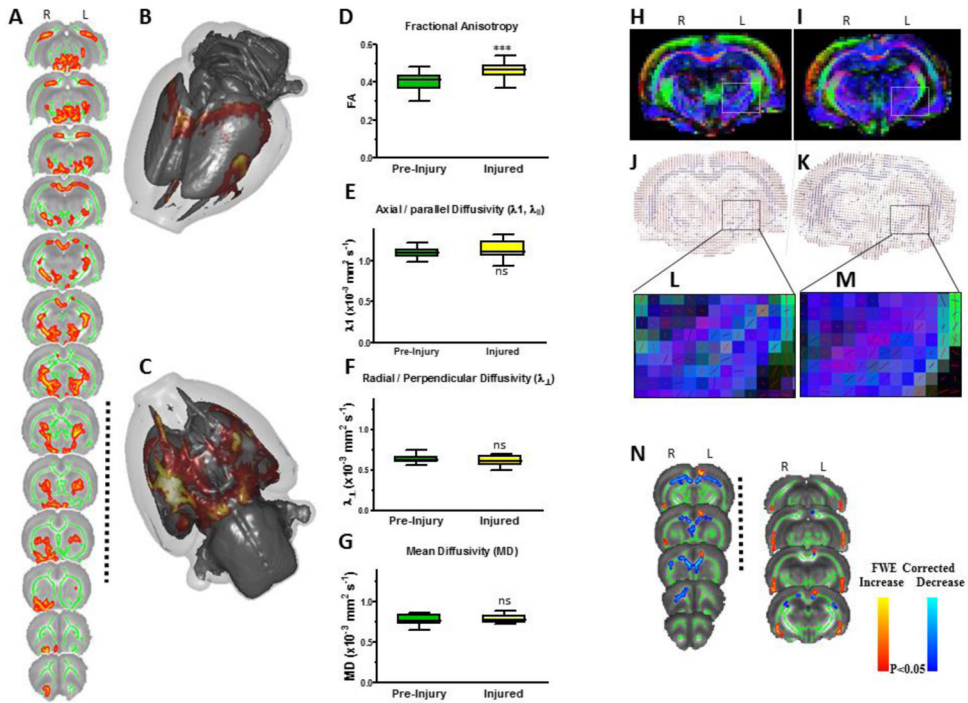 A
R L
B
C
D
Fractional Anisotropy
FA
0.6
0.4
0.2
0.0
***
Pre-Injury Injured
E
Axial / parallel Diffusivity (λ1, λ∥)
λ1 (x10⁻³ mm² s⁻¹)
1.5
1.0
0.5
0.0
ns
Pre-Injury Injured
F
Radial / Perpendicular Diffusivity (λ⊥)
λ⊥ (x10⁻³ mm² s⁻¹)
1.5
1.0
0.5
0.0
ns
Pre-Injury Injured
G
Mean Diffusivity (MD)
MD (x10⁻³ mm² s⁻¹)
1.5
1.0
0.5
0.0
ns
Pre-Injury Injured
H
R L
I
R L
J
K
L
M
N
R L
R L
FWE Corrected
Increase Decrease
P<0.05